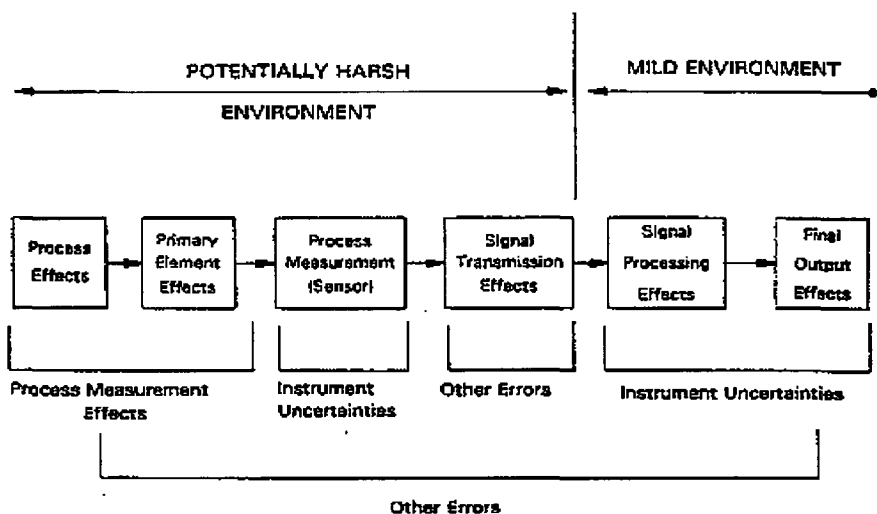 POTENTIALLY HARSH
ENVIRONMENT
MILD ENVIRONMENT
Process
Effects
Primary
Element
Effects
Process
Measurement
(Sensor)
Signal
Transmission
Effects
Signal
Processing
Effects
Final
Output
Effects
Process Measurement
Effects
Instrument
Uncertainties
Other Errors
Instrument Uncertainties
Other Errors